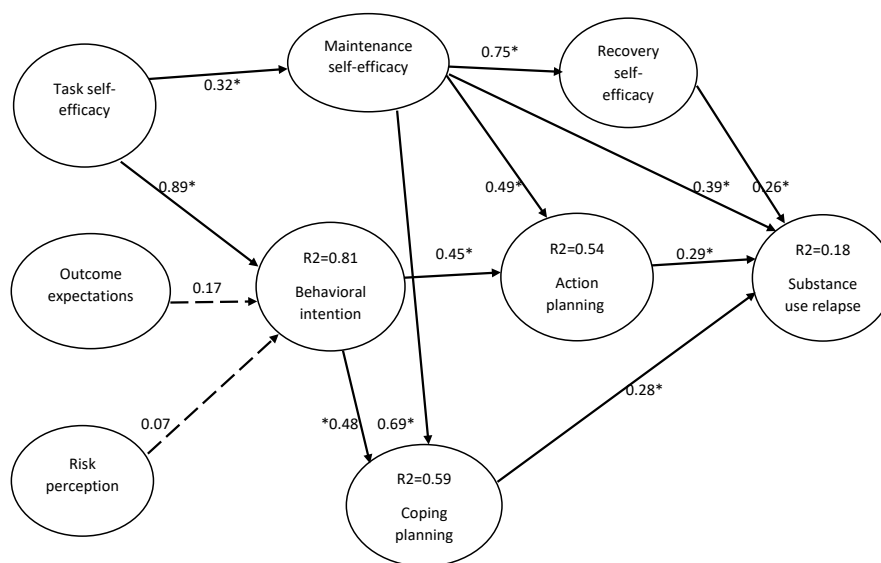 Maintenance
self-efficacy
0.75*
Recovery
self-
efficacy
Task self-
efficacy
0.32*
0.89*
0.49*
0.39*
0.26*
Outcome
expectations
0.17
R2=0.81
Behavioral
intention
0.45*
R2=0.54
Action
planning
0.29*
R2=0.18
Substance
use relapse
0.07
*0.48
0.69*
0.28*
Risk
perception
R2=0.59
Coping
planning